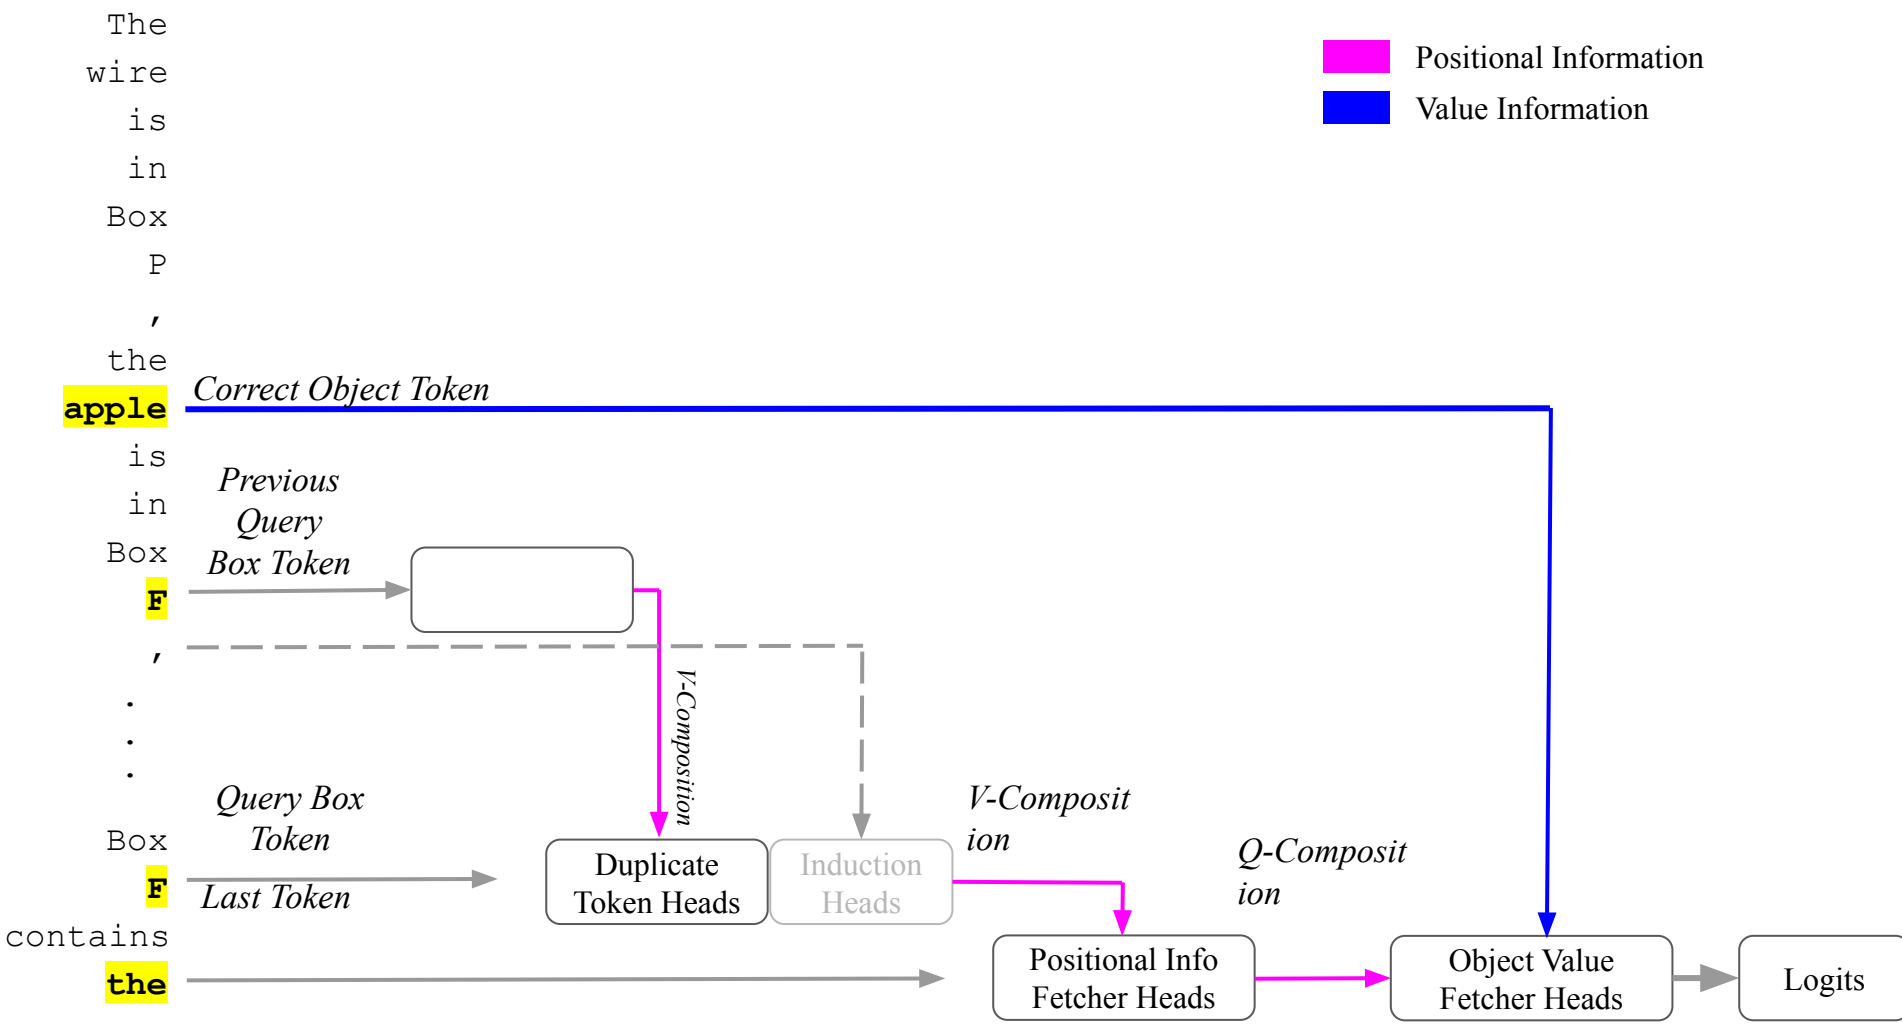 The
wire
is
in
Box
P
,
the
apple
is
in
Box
F
,
.
.
.
Box
F
contains
the
Positional Information
Value Information
Correct Object Token
Previous
Query
Box Token
V-Composition
Query Box
Token
Last Token
Duplicate
Token Heads
Induction
Heads
V-Composit
ion
Q-Composit
ion
Positional Info
Fetcher Heads
Object Value
Fetcher Heads
Logits